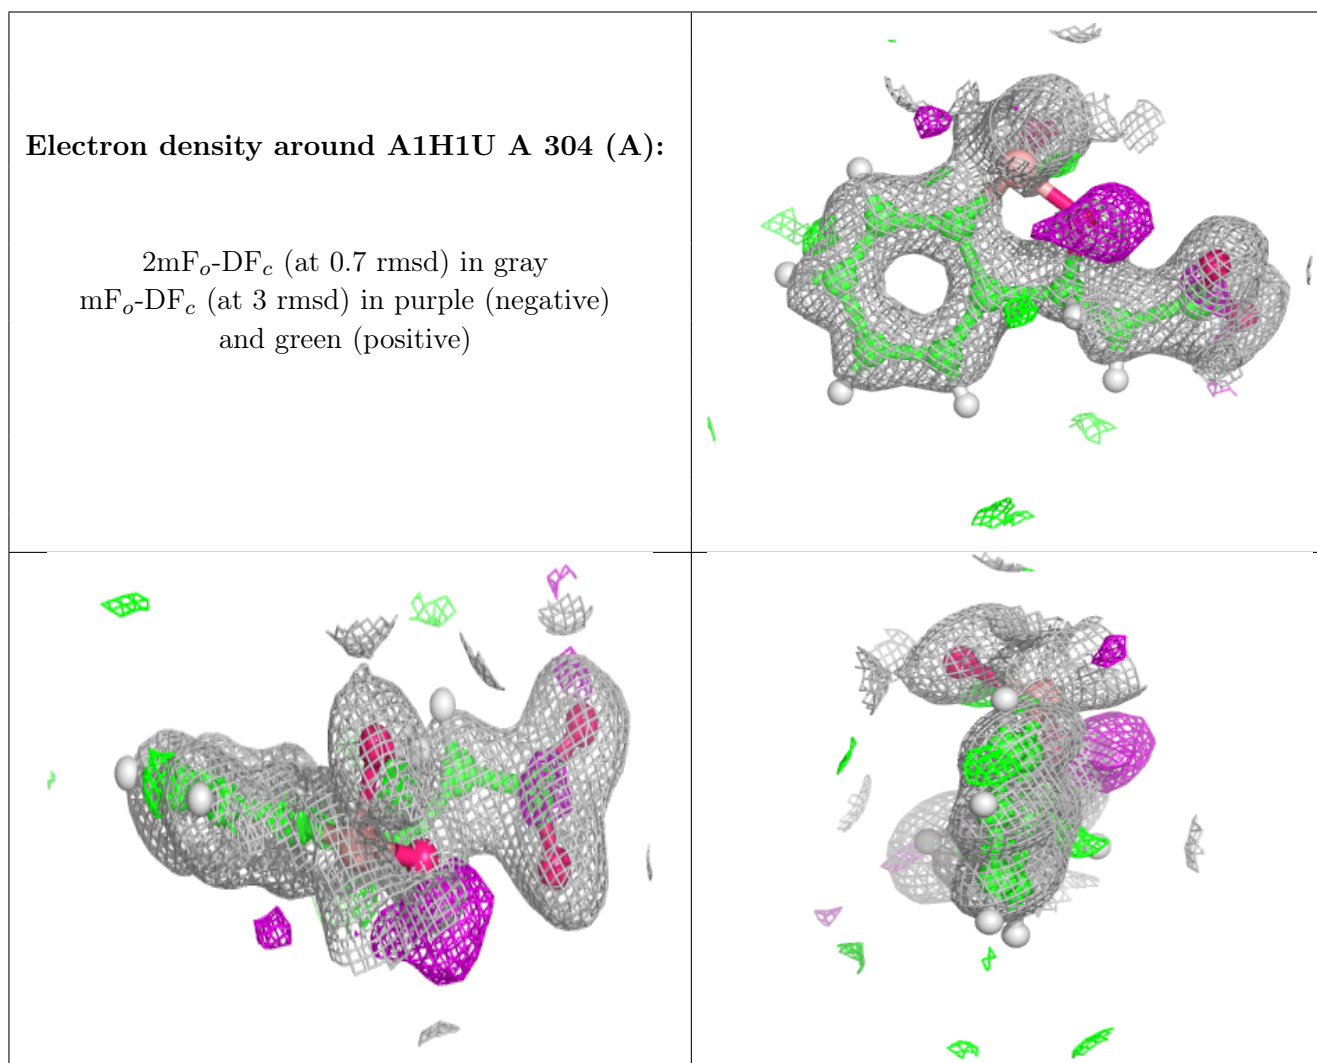 Electron density around A1H1U A 304 (A):
2mFo-DFc (at 0.7 rmsd) in gray
mFo-DFc (at 3 rmsd) in purple (negative)
and green (positive)